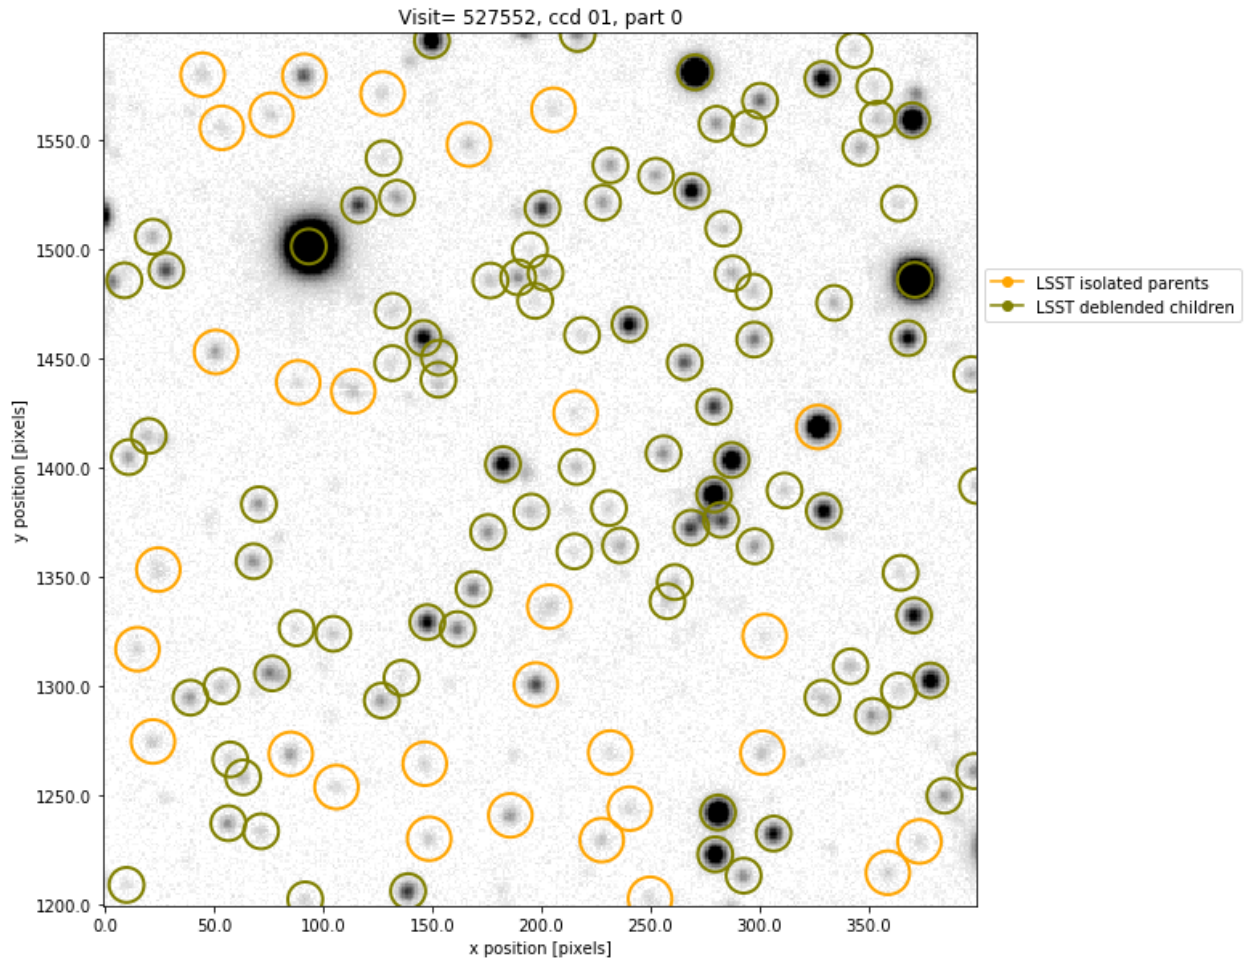 Visit= 527552, ccd 01, part 0
1550.0
1500.0
1450.0
1400.0
1350.0
1300.0
1250.0
1200.0
y position [pixels]
0.0 50.0 100.0 150.0 200.0 250.0 300.0 350.0
x position [pixels]
LSST isolated parents
LSST deblended children